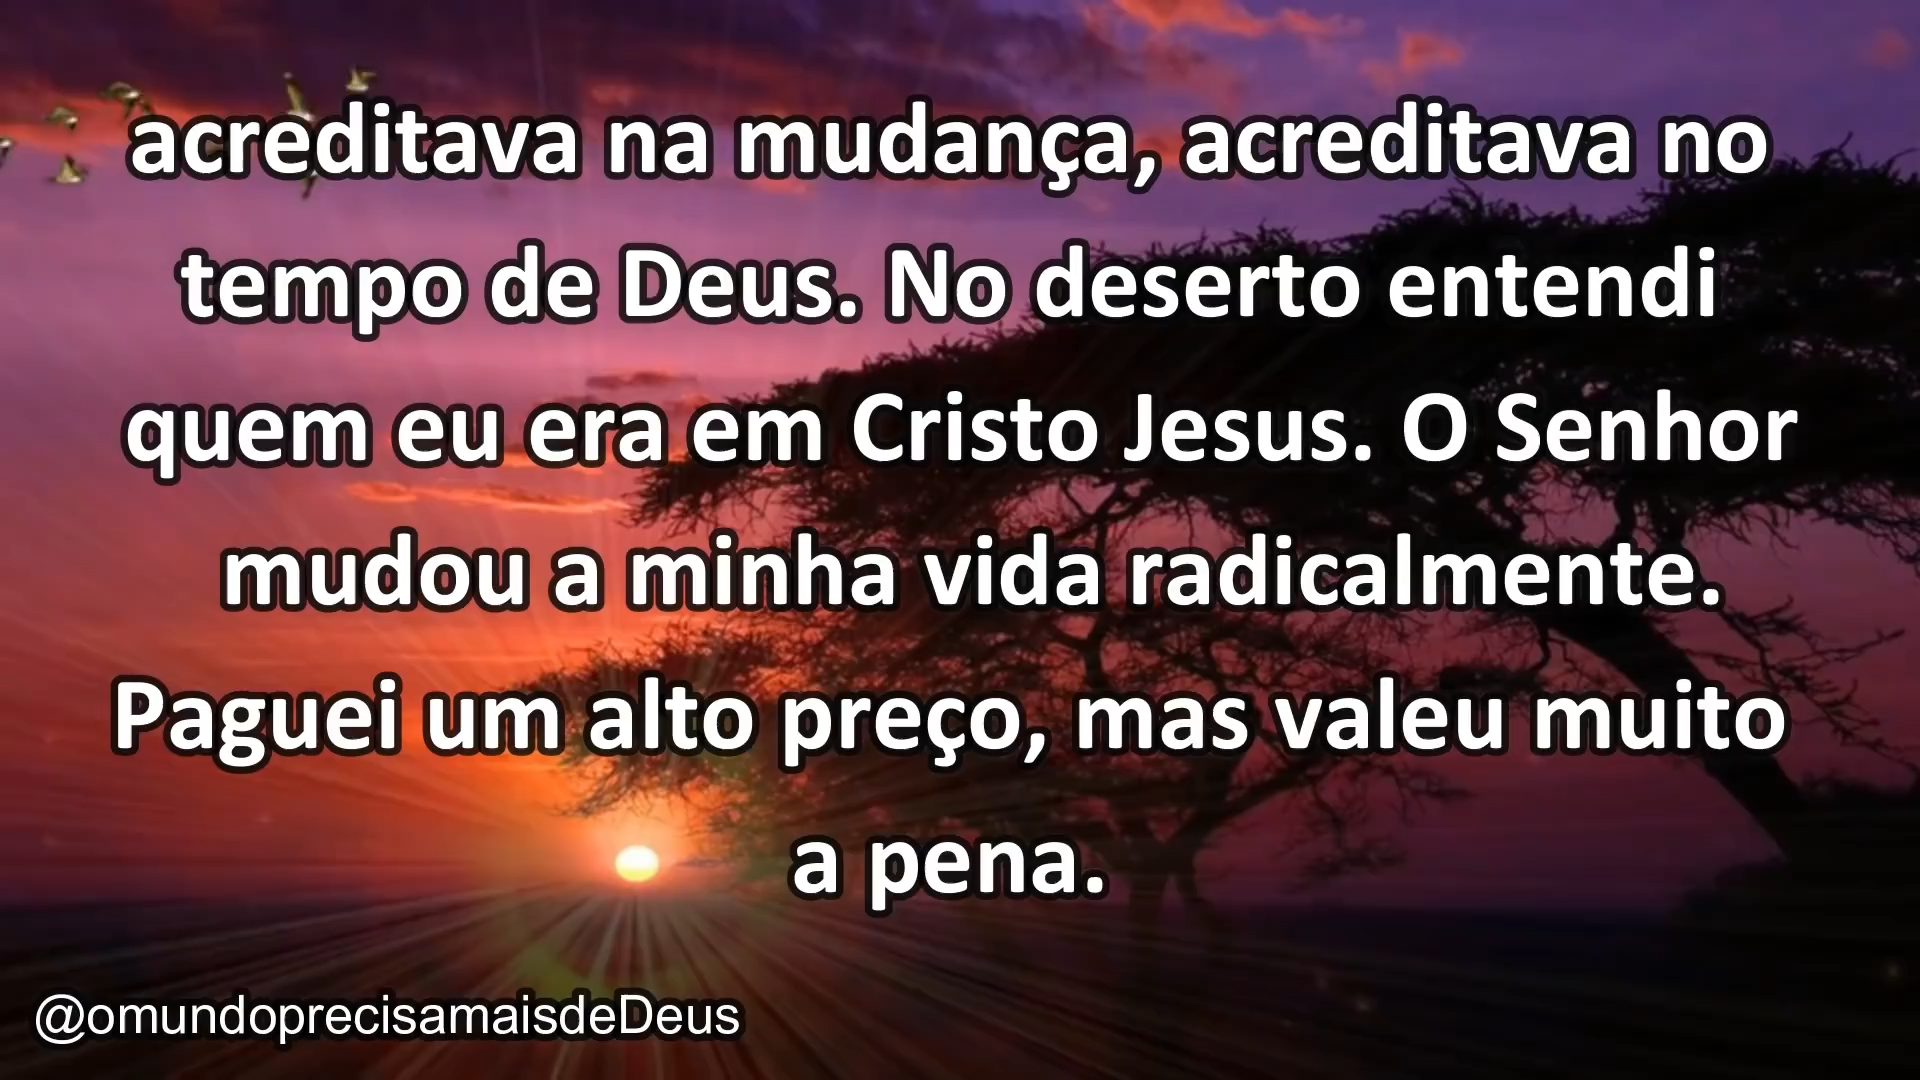 acreditava na mudança, acreditava no
tempo de Deus. No deserto entendi
quem eu era em Cristo Jesus. O Senhor
mudou a minha vida radicalmente.
Paguei um alto preço, mas valeu muito
a pena.
@omundoprecisamaisdeDeus